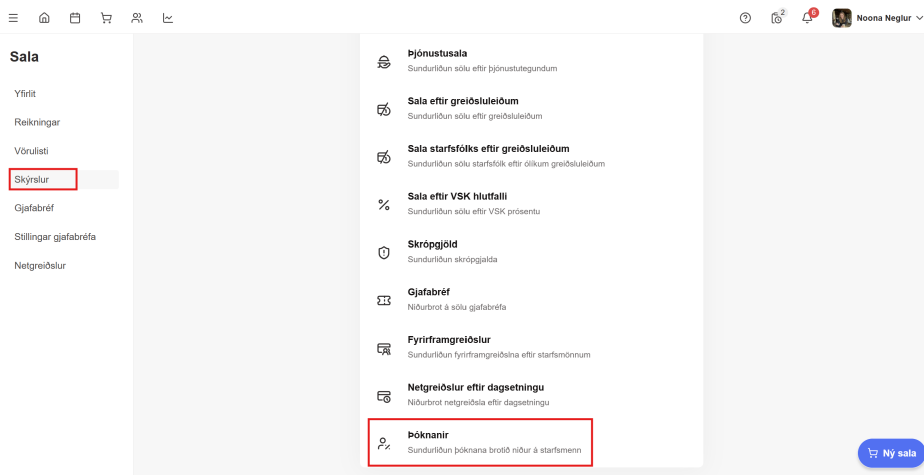 2
6
Noona Neglur
Sala
Yfirlit
Reikningar
Vörulisti
Skýrslur
Gjafabréf
Stillingar gjafabréfa
Netgreiðslur
Þjónustusala
Sundurliðun sölu eftir þjónustutegundum
Sala eftir greiðsluleiðum
Sundurliðun sölu eftir greiðsluleiðum
Sala starfsfólks eftir greiðsluleiðum
Sundurliðun sölu starfsfólk eftir ólíkum greiðsluleiðum
Sala eftir VSK hlutfalli
Sundurliðun sölu eftir VSK prósentu
Skrópgjöld
Sundurliðun skrópgjalda
Gjafabréf
Niðurbrot á sölu gjafabréfa
Fyrirframgreiðslur
Sundurliðun fyrirframgreiðslna eftir starfsmönnum
Netgreiðslur eftir dagsetningu
Niðurbrot netgreiðsla eftir dagsetningu
Þóknanir
Sundurliðun þóknana brotið niður á starfsmenn
Ný sala